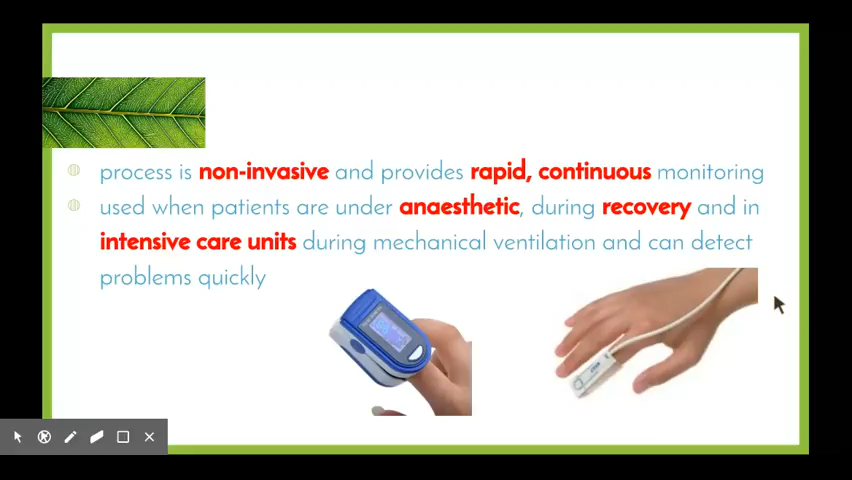 process is non-invasive and provides rapid, continuous monitoring
used when patients are under anaesthetic, during recovery and in
intensive care units during mechanical ventilation and can detect
problems quickly